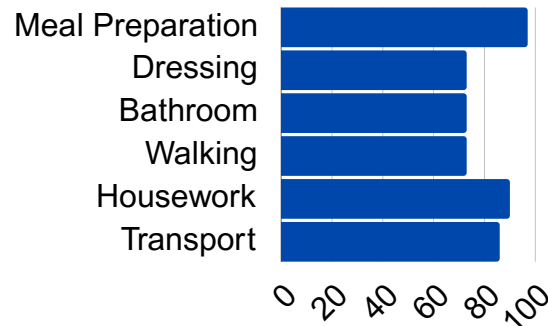 Meal Preparation
Dressing
Bathroom
Walking
Housework
Transport
0 20 40 60 80 100